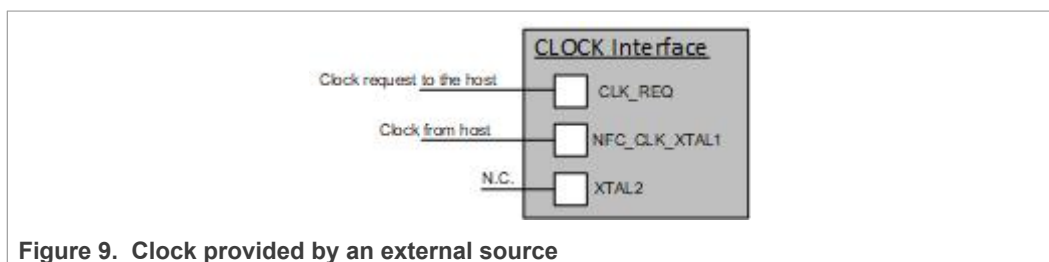 CLOCK Interface
Clock request to the host
CLK_REQ
Clock from host
NFC_CLK_XTAL1
N.C.
XTAL2
Figure 9. Clock provided by an external source